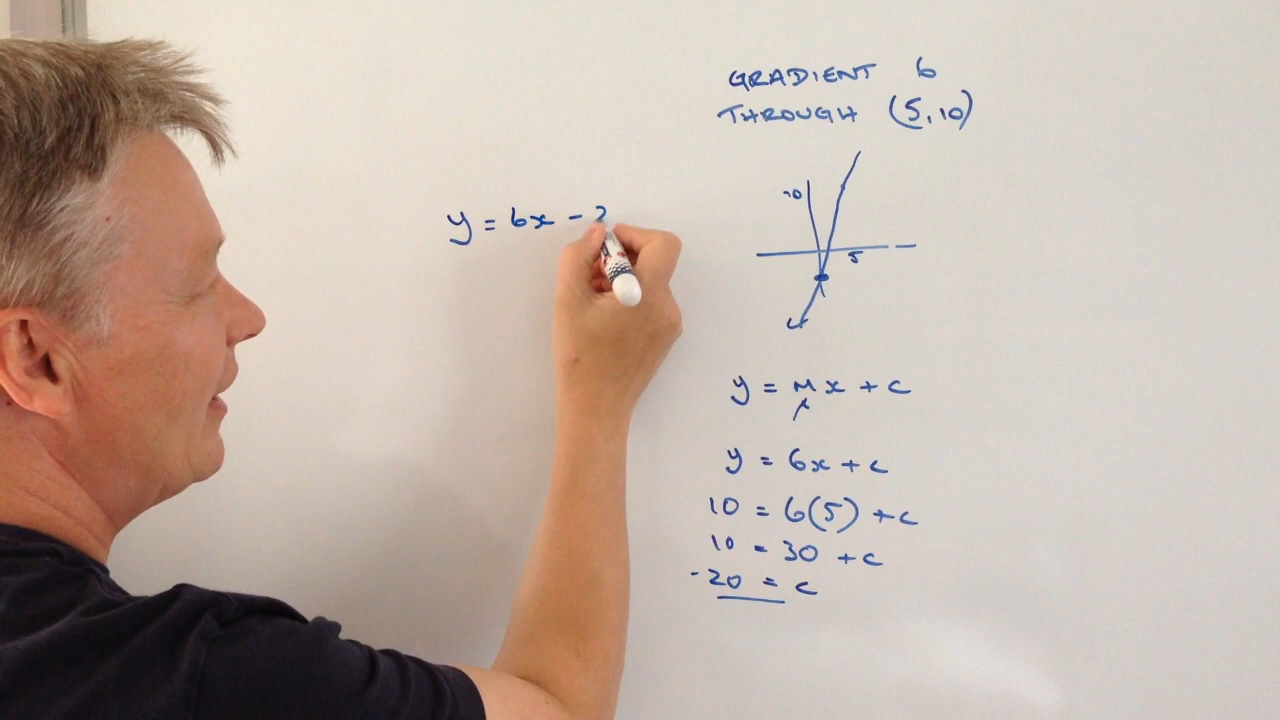 GRADIENT 6
THROUGH (5,10)
10
5
y = 6x - 2
y = mx + c
y = 6x + c
10 = 6(5) + c
10 = 30 + c
-20 = c